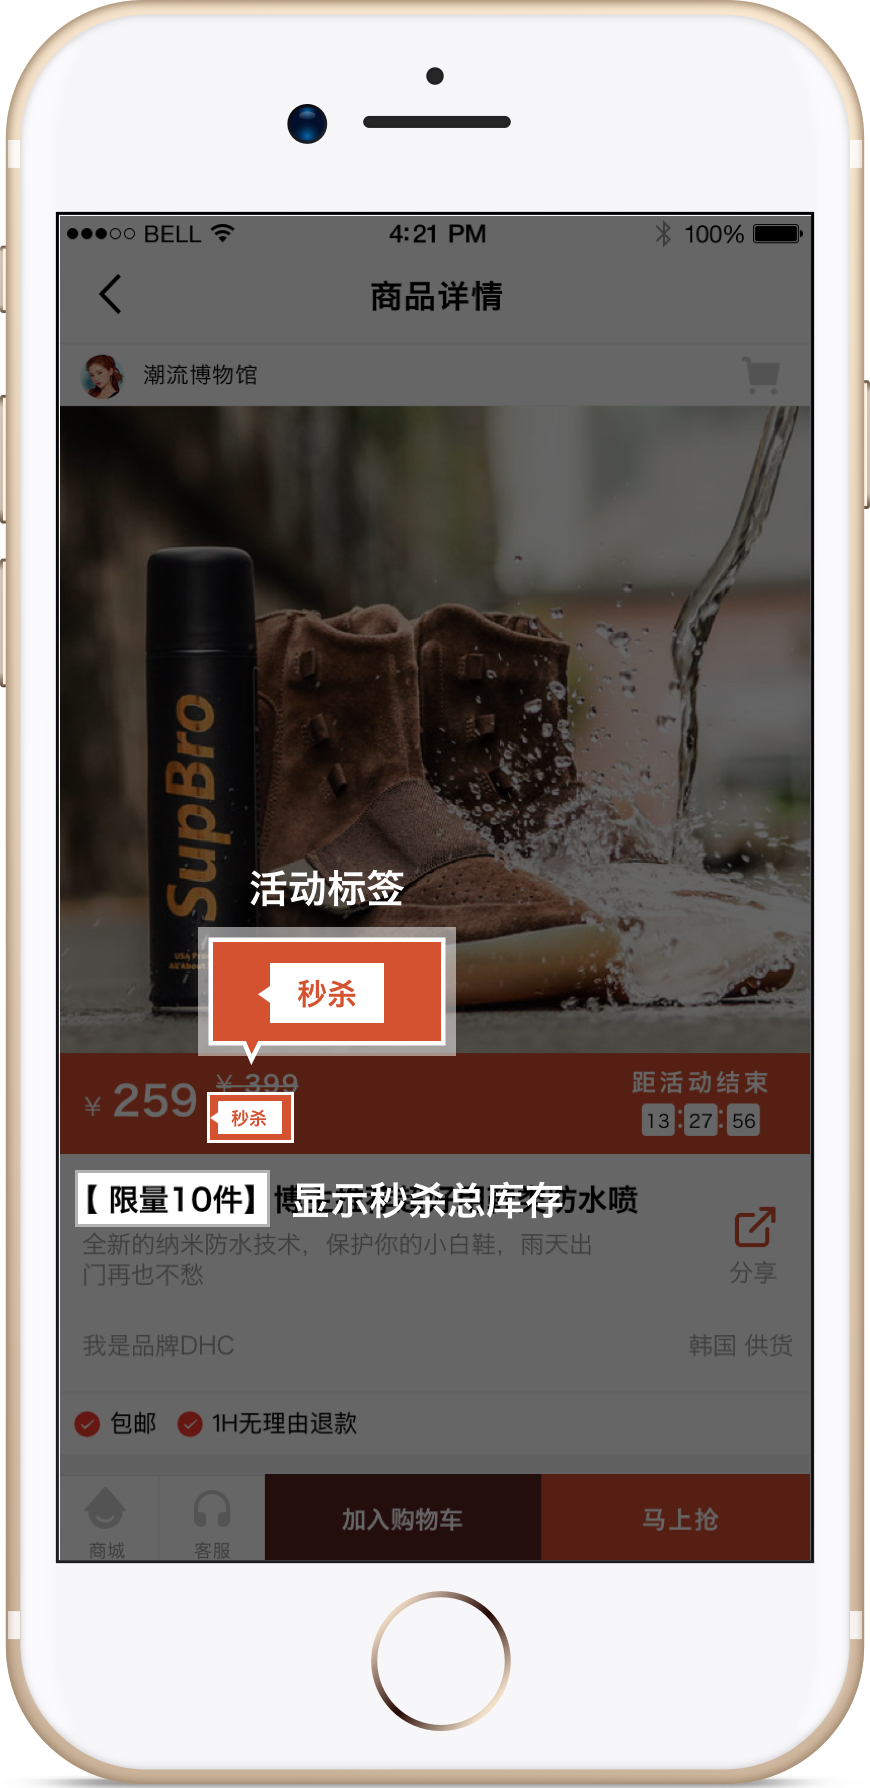 BELL 4:21 PM 100%
商品详情
潮流博物馆
SupBro
活动标签
秒杀
¥ 259 ¥ 399
秒杀
距活动结束
13:27:56
【限量10件】
显示秒杀总库存
防水喷
全新的纳米防水技术，保护你的小白鞋，雨天出
门再也不愁
分享
我是品牌DHC 韩国 供货
包邮 1H无理由退款
商城 客服 加入购物车 马上抢